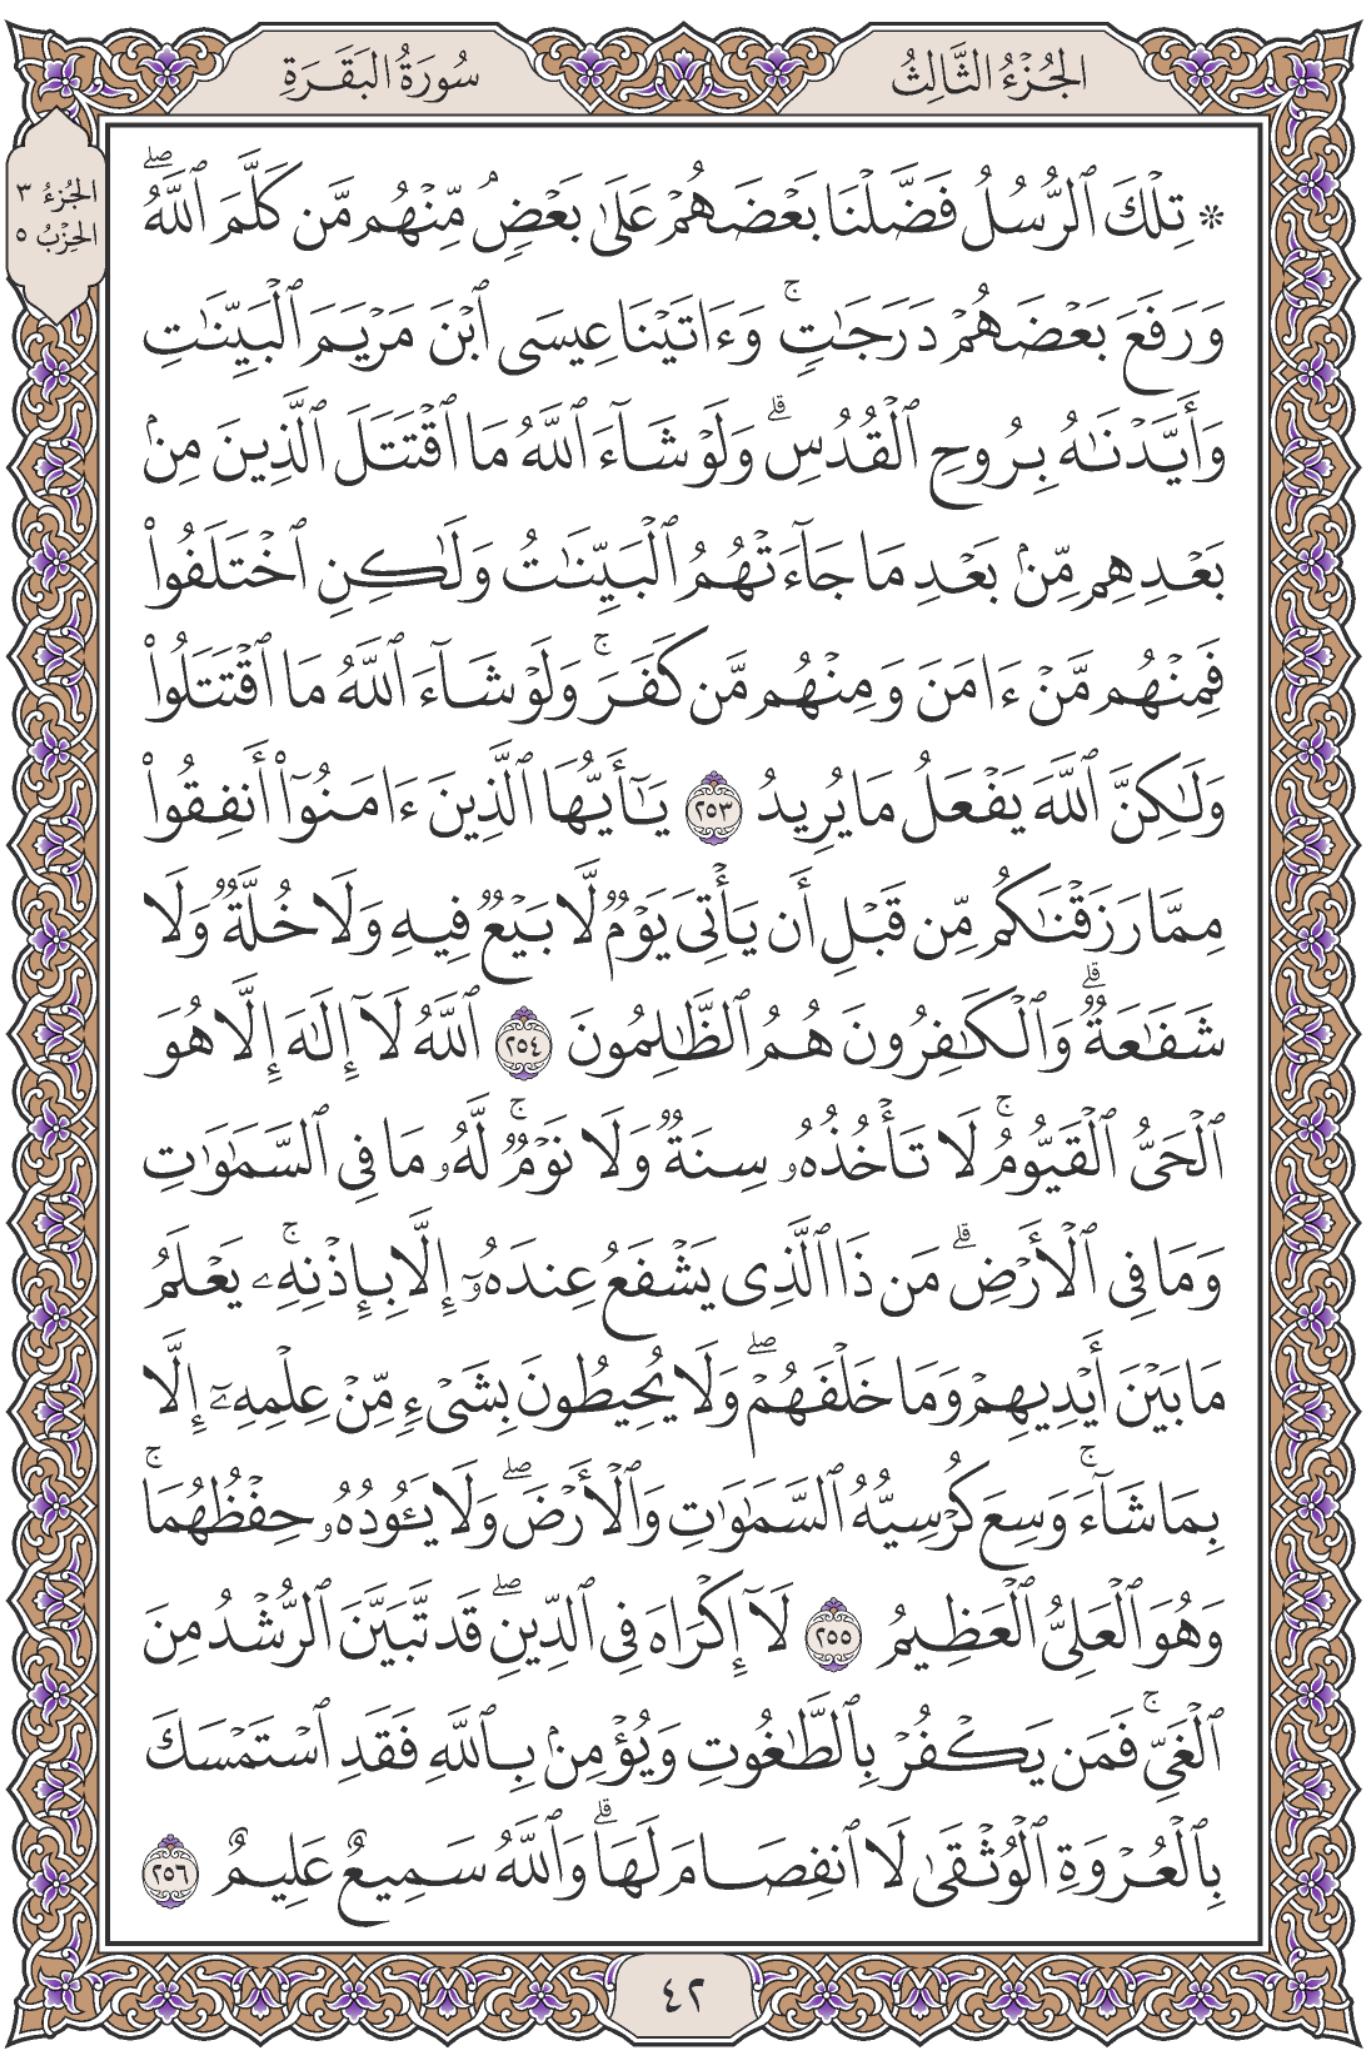 الجُزْءُ الثَّالِثُ
سُورَةُ البَقَرَةِ
الجُزءُ ٣
الحِزْبُ ٥
۞ تِلْكَ ٱلرُّسُلُ فَضَّلْنَا بَعْضَهُمْ عَلَىٰ بَعْضٍۘ مِّنْهُم مَّن كَلَّمَ ٱللَّهُۖ
وَرَفَعَ بَعْضَهُمْ دَرَجَـٰتٍۚ وَءَاتَيْنَا عِيسَى ٱبْنَ مَرْيَمَ ٱلْبَيِّنَـٰتِ
وَأَيَّدْنَـٰهُ بِرُوحِ ٱلْقُدُسِۗ وَلَوْ شَآءَ ٱللَّهُ مَا ٱقْتَتَلَ ٱلَّذِينَ مِنۢ
بَعْدِهِم مِّنۢ بَعْدِ مَا جَآءَتْهُمُ ٱلْبَيِّنَـٰتُ وَلَـٰكِنِ ٱخْتَلَفُوا۟
فَمِنْهُم مَّنْ ءَامَنَ وَمِنْهُم مَّن كَفَرَۚ وَلَوْ شَآءَ ٱللَّهُ مَا ٱقْتَتَلُوا۟
وَلَـٰكِنَّ ٱللَّهَ يَفْعَلُ مَا يُرِيدُ ٢٥٣ يَـٰٓأَيُّهَا ٱلَّذِينَ ءَامَنُوٓا۟ أَنفِقُوا۟
مِمَّا رَزَقْنَـٰكُم مِّن قَبْلِ أَن يَأْتِىَ يَوْمٌ لَّا بَيْعٌ فِيهِ وَلَا خُلَّةٌ وَلَا
شَفَـٰعَةٌۗ وَٱلْكَـٰفِرُونَ هُمُ ٱلظَّـٰلِمُونَ ٢٥٤ ٱللَّهُ لَآ إِلَـٰهَ إِلَّا هُوَ
ٱلْحَىُّ ٱلْقَيُّومُۚ لَا تَأْخُذُهُۥ سِنَةٌ وَلَا نَوْمٌۚ لَّهُۥ مَا فِى ٱلسَّمَـٰوَٰتِ
وَمَا فِى ٱلْأَرْضِۗ مَن ذَا ٱلَّذِى يَشْفَعُ عِندَهُۥٓ إِلَّا بِإِذْنِهِۦۚ يَعْلَمُ
مَا بَيْنَ أَيْدِيهِمْ وَمَا خَلْفَهُمْۖ وَلَا يُحِيطُونَ بِشَىْءٍ مِّنْ عِلْمِهِۦٓ إِلَّا
بِمَا شَآءَۚ وَسِعَ كُرْسِيُّهُ ٱلسَّمَـٰوَٰتِ وَٱلْأَرْضَۖ وَلَا يَـُٔودُهُۥ حِفْظُهُمَاۚ
وَهُوَ ٱلْعَلِىُّ ٱلْعَظِيمُ ٢٥٥ لَآ إِكْرَاهَ فِى ٱلدِّينِۖ قَد تَّبَيَّنَ ٱلرُّشْدُ مِنَ
ٱلْغَىِّۚ فَمَن يَكْفُرْ بِٱلطَّـٰغُوتِ وَيُؤْمِنۢ بِٱللَّهِ فَقَدِ ٱسْتَمْسَكَ
بِٱلْعُرْوَةِ ٱلْوُثْقَىٰ لَا ٱنفِصَامَ لَهَاۗ وَٱللَّهُ سَمِيعٌ عَلِيمٌ ٢٥٦
٤٢